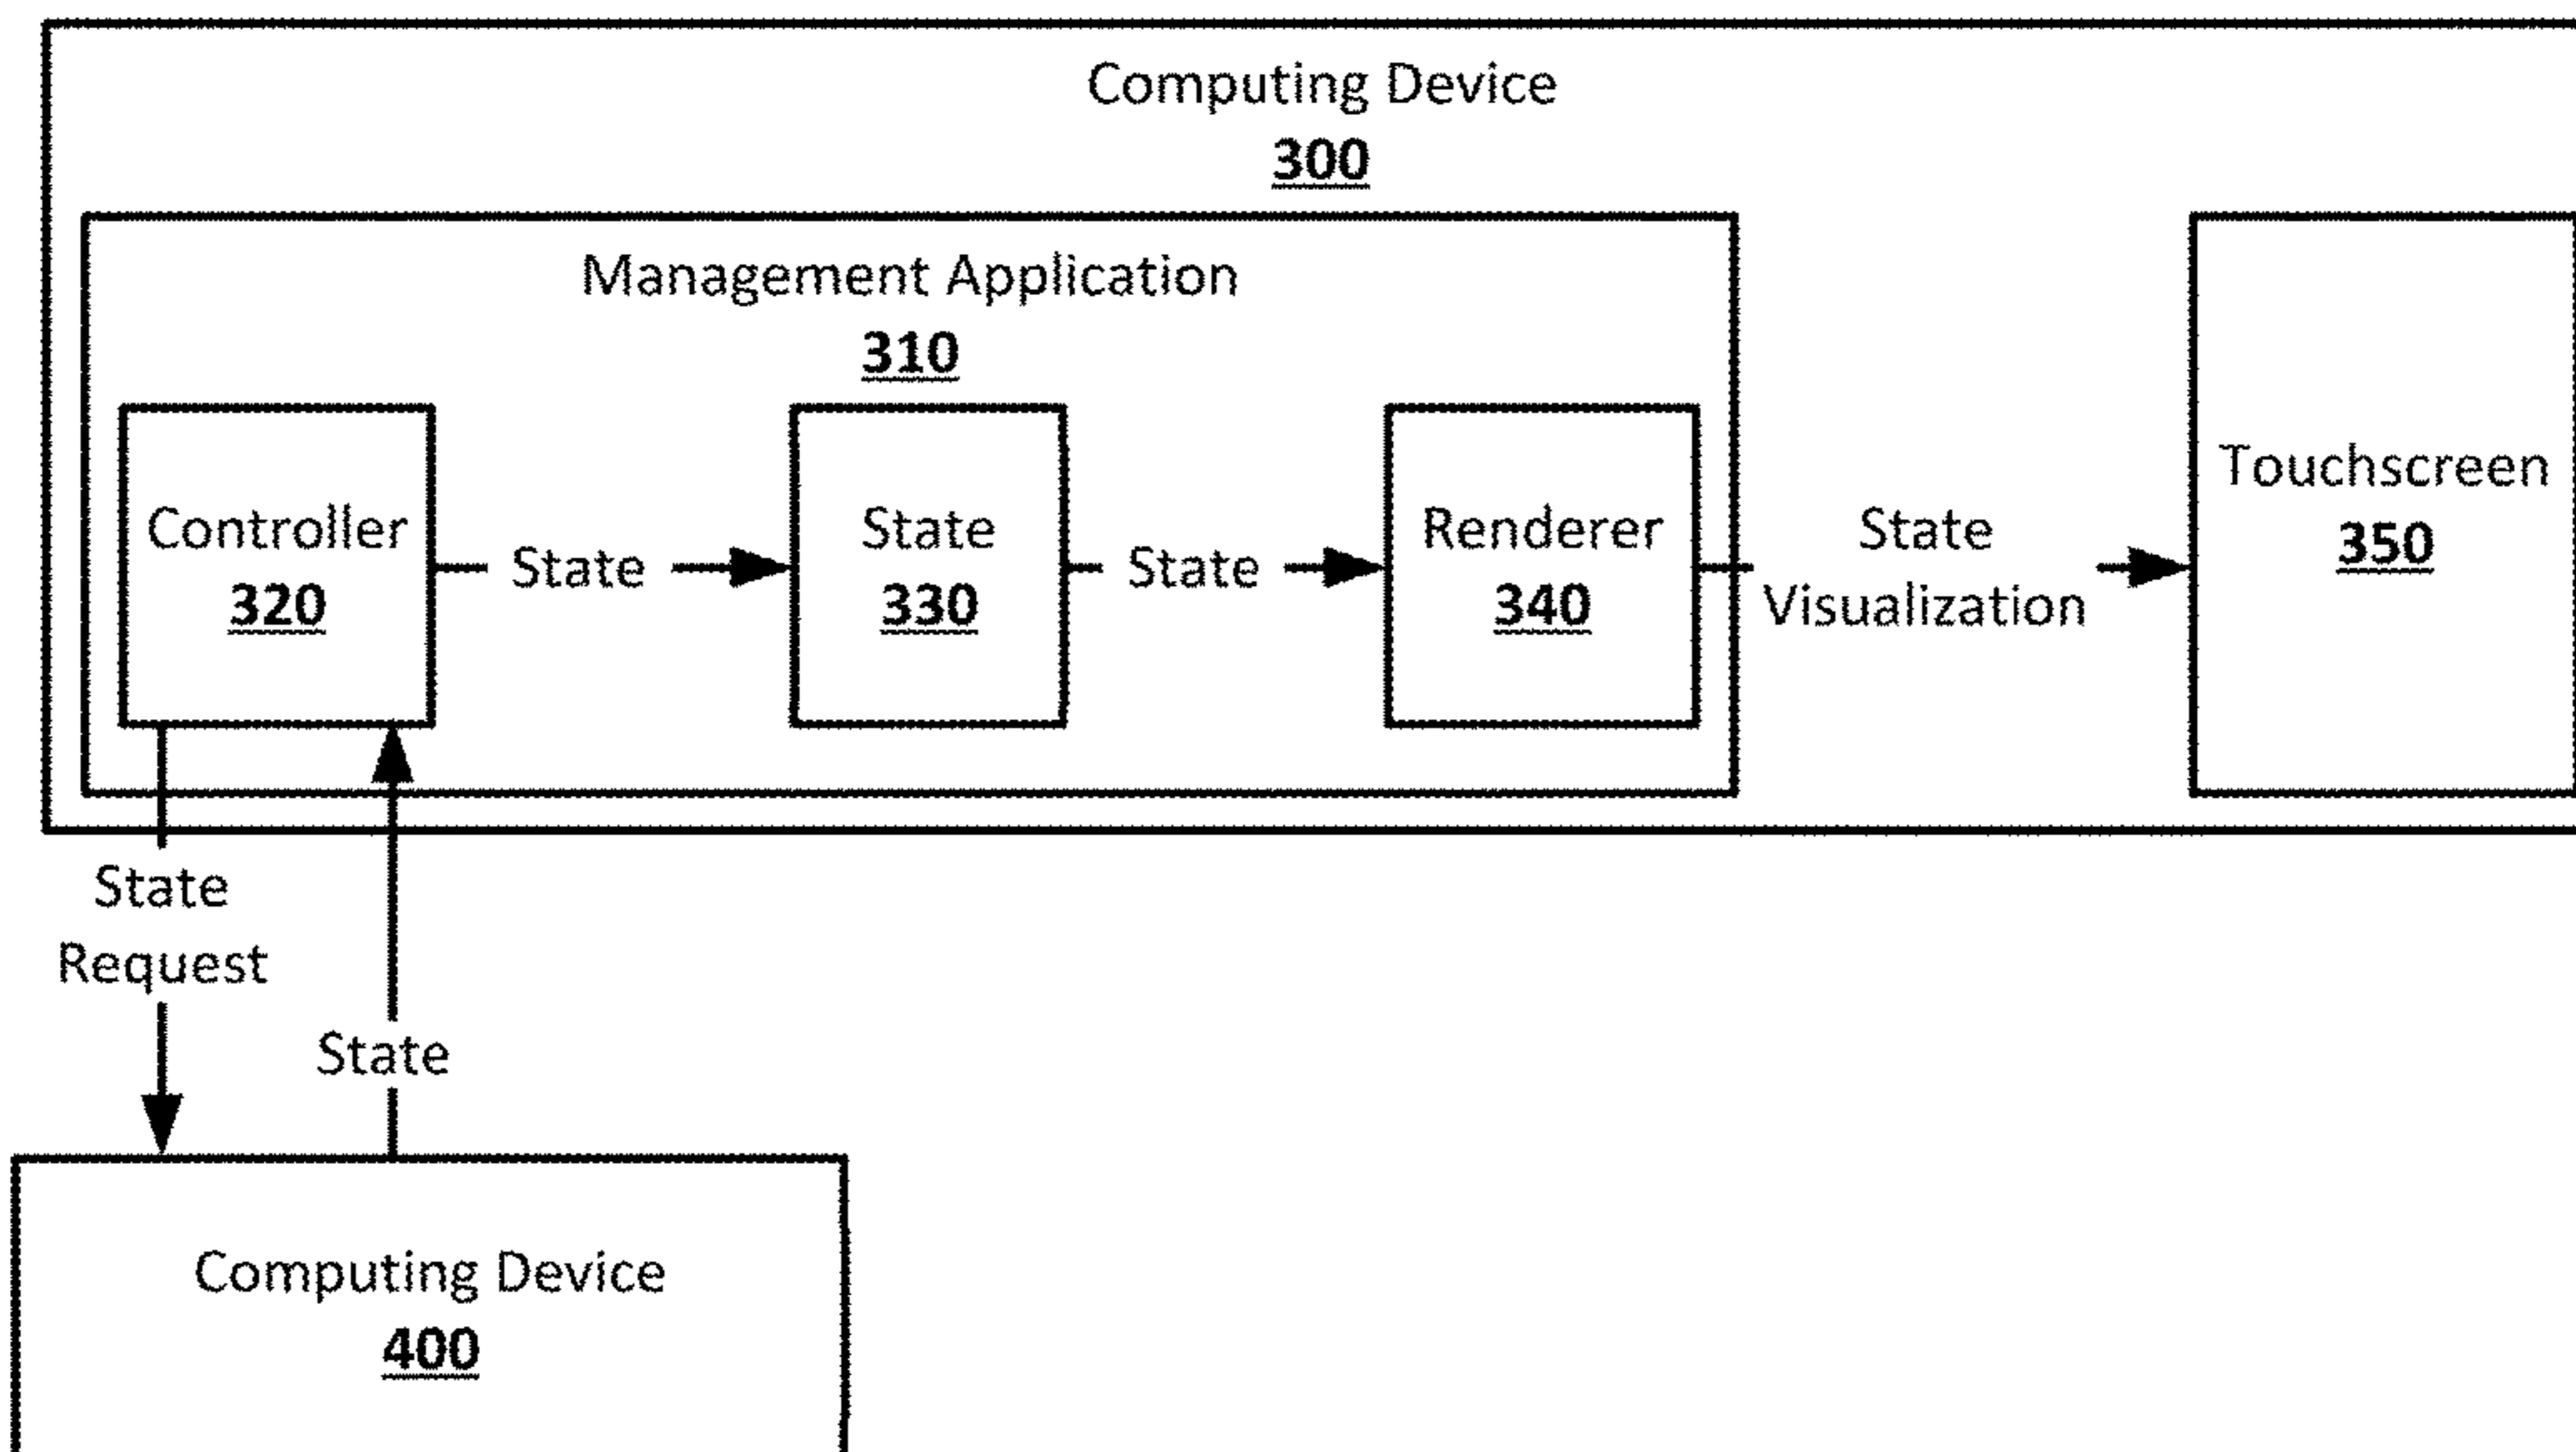 Computing Device
300
Management Application
310
Controller
320
State
State
330
State
Renderer
340
State
Visualization
Touchscreen
350
State
Request
State
Computing Device
400